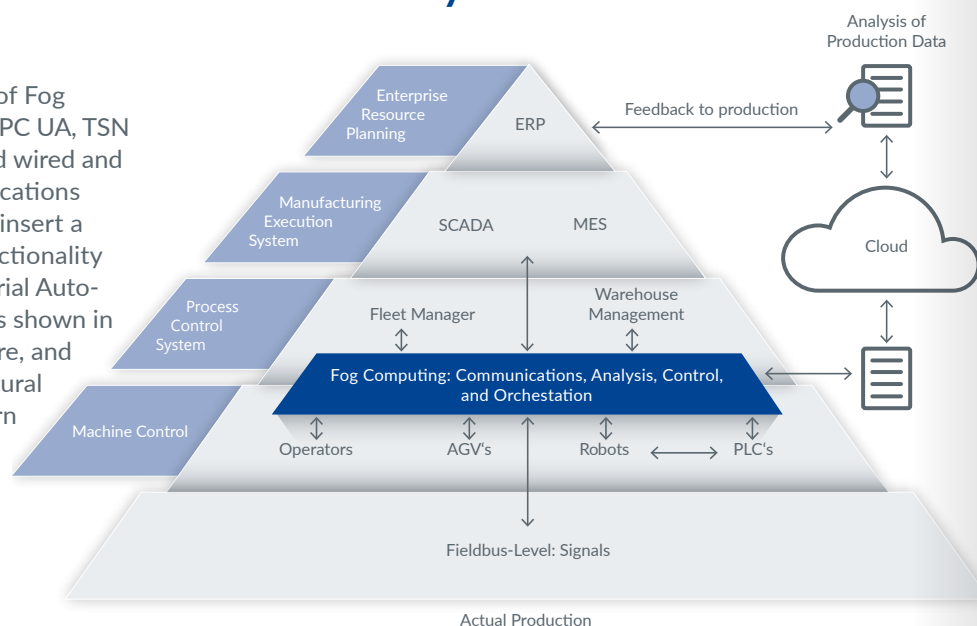 of Fog
PC UA, TSN
d wired and
cations
insert a
ctionality
rial Auto-
s shown in
re, and
ural
rn
Analysis of
Production Data
Enterprise
Resource
Planning
ERP
Feedback to production
Manufacturing
Execution
System
SCADA
MES
Cloud
Process
Control
System
Fleet Manager
Warehouse
Management
Fog Computing: Communications, Analysis, Control,
and Orchestation
Machine Control
Operators
AGV‘s
Robots
PLC‘s
Fieldbus-Level: Signals
Actual Production